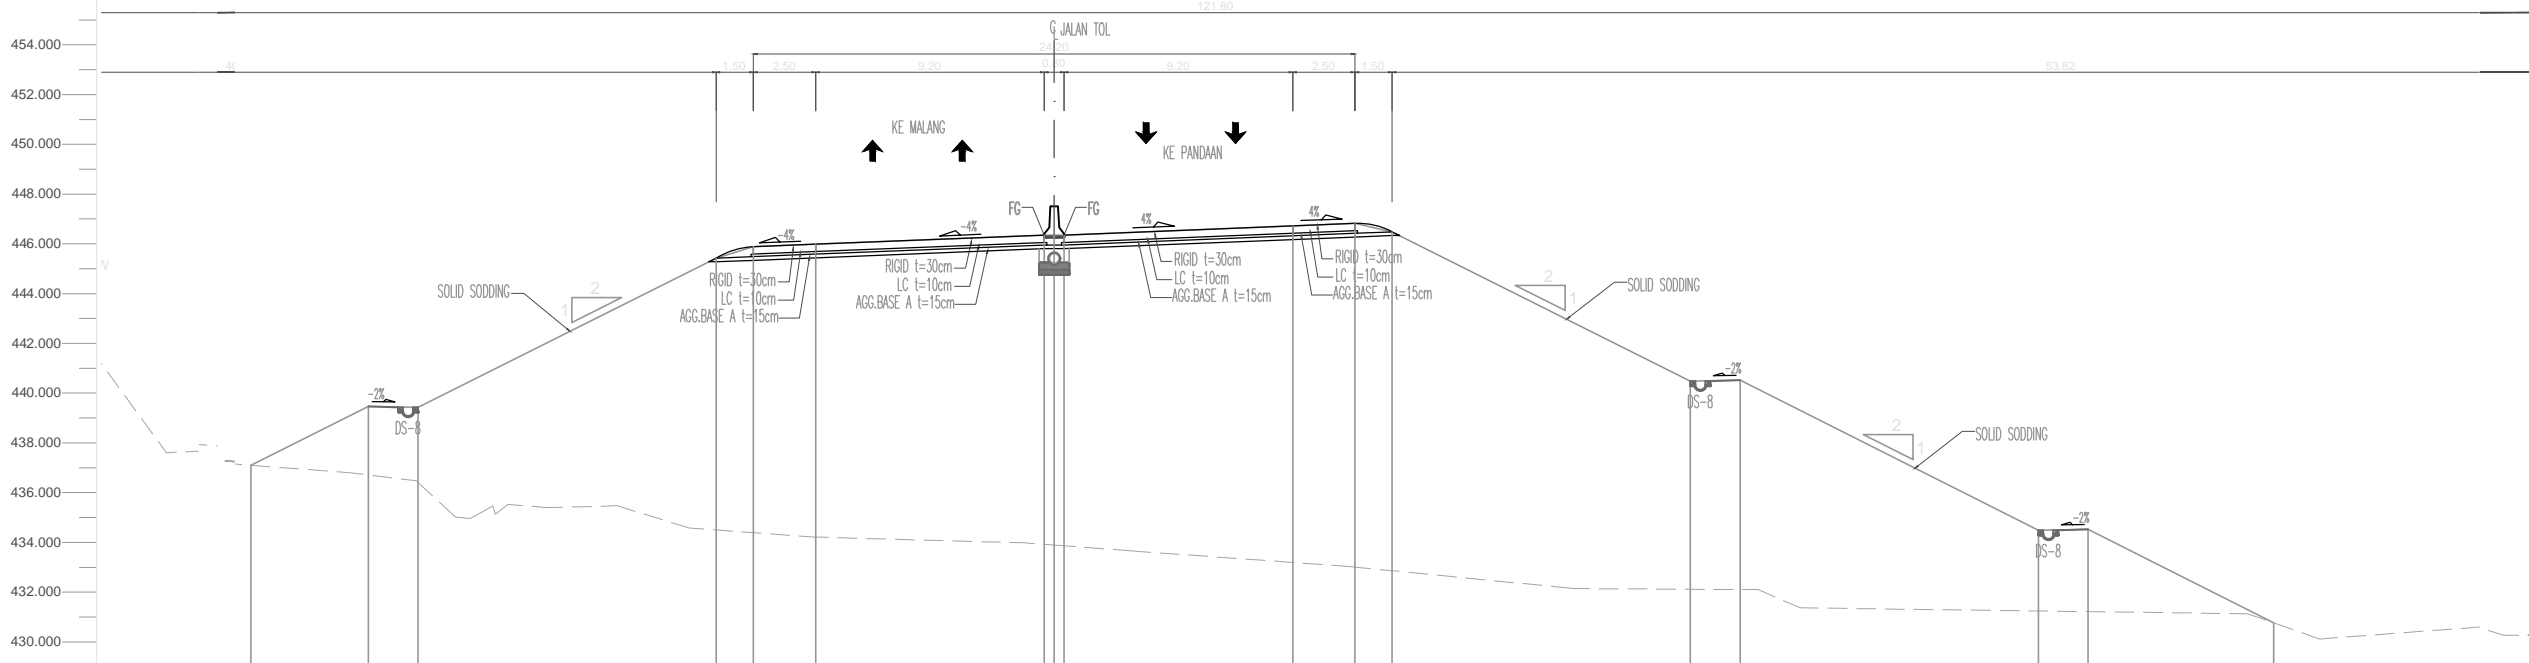 121.80
℄ JALAN TOL
454.000
24.20
1.50 2.50 9.20 0.80 9.20 2.50 1.50 53.82
452.000
KE MALANG
450.000
KE PANDAAN
448.000
FG FG
-4% -4% 4% 4%
446.000
RIGID t=30cm
LC t=10cm
AGG.BASE A t=15cm
RIGID t=30cm
LC t=10cm
AGG.BASE A t=15cm
RIGID t=30cm
LC t=10cm
AGG.BASE A t=15cm
RIGID t=30cm
LC t=10cm
AGG.BASE A t=15cm
SOLID SODDING
2
1
2
1
SOLID SODDING
444.000
442.000
440.000
-2%
DS-8
-2%
DS-8
438.000
2
1
SOLID SODDING
436.000
434.000
-2%
DS-8
432.000
430.000